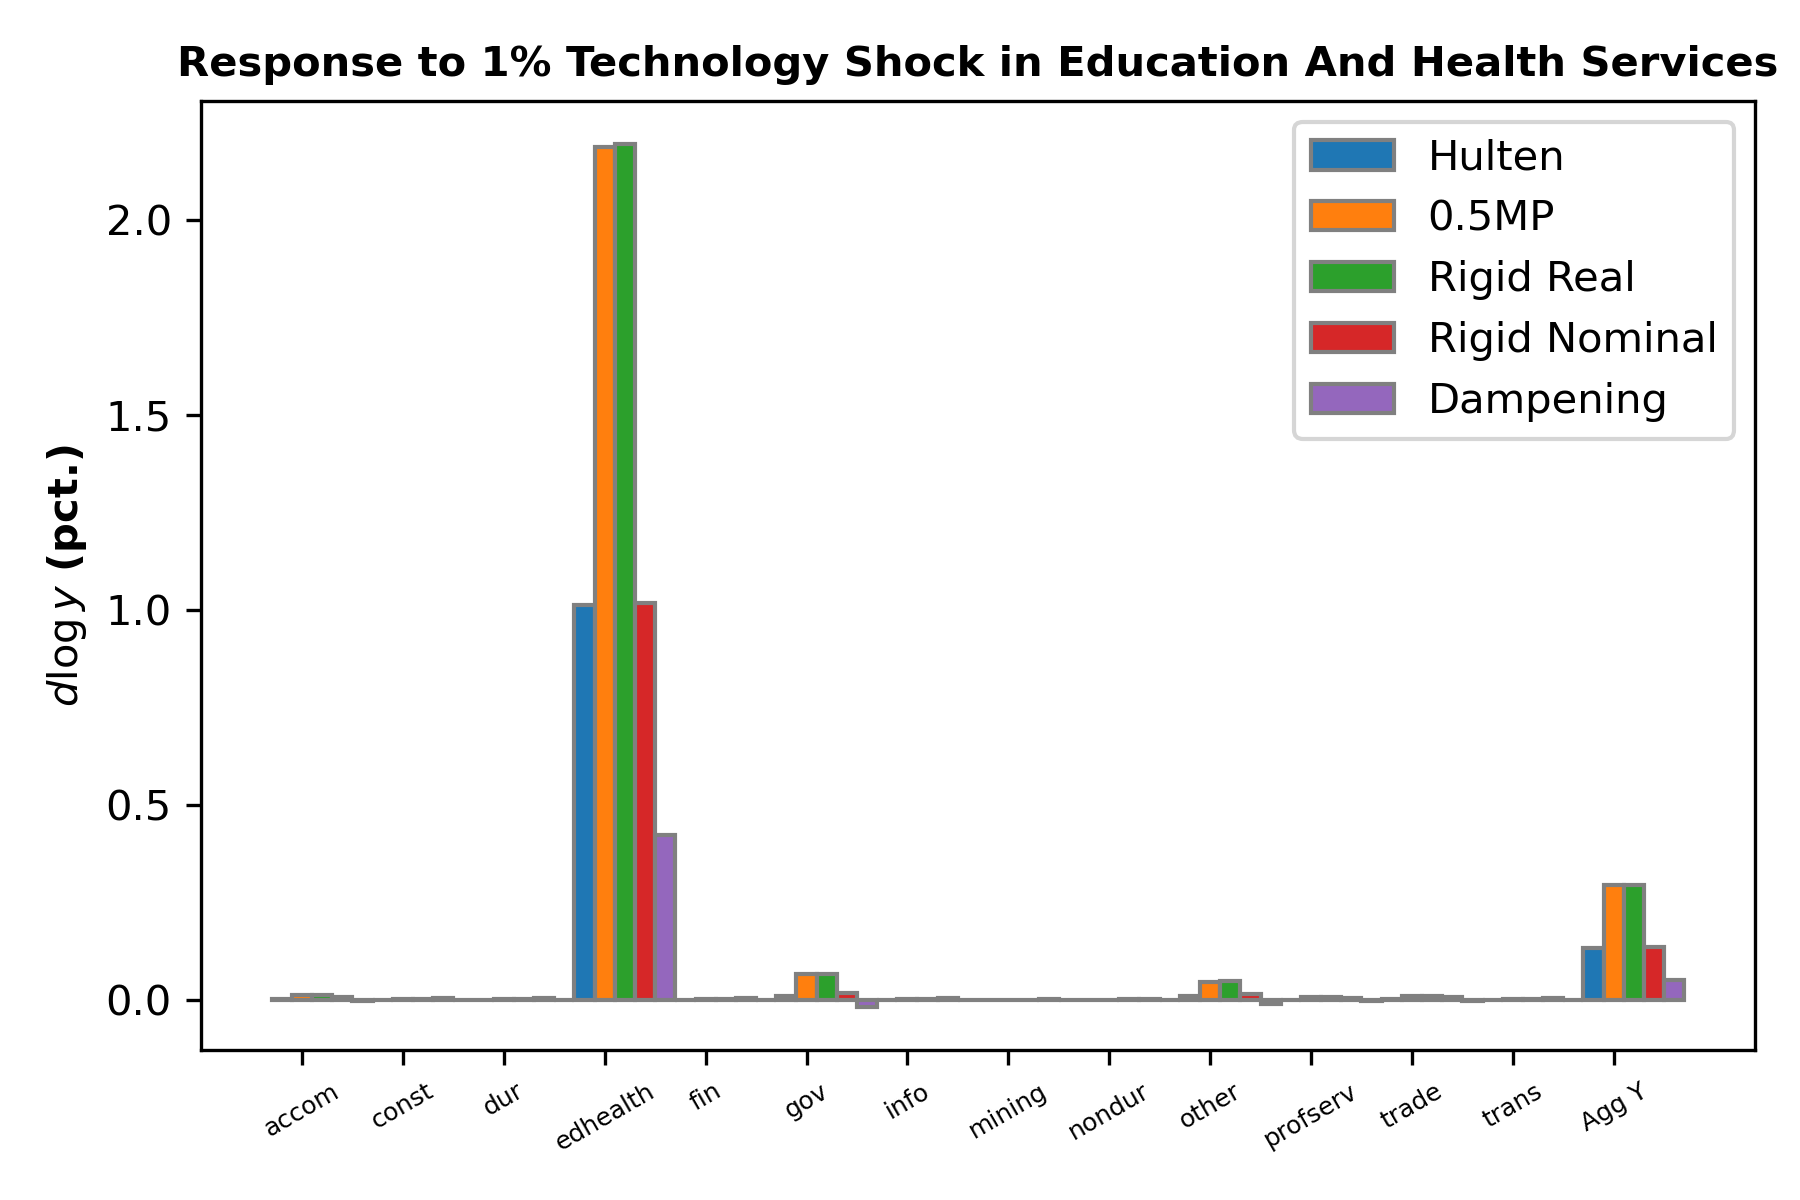 Response to 1% Technology Shock in Education And Health Services
Hulten
0.5MP
Rigid Real
Rigid Nominal
Dampening
dlog y (pct.)
2.0
1.5
1.0
0.5
0.0
accom
const
dur
edhealth
fin
gov
info
mining
nondur
other
profserv
trade
trans
Agg Y